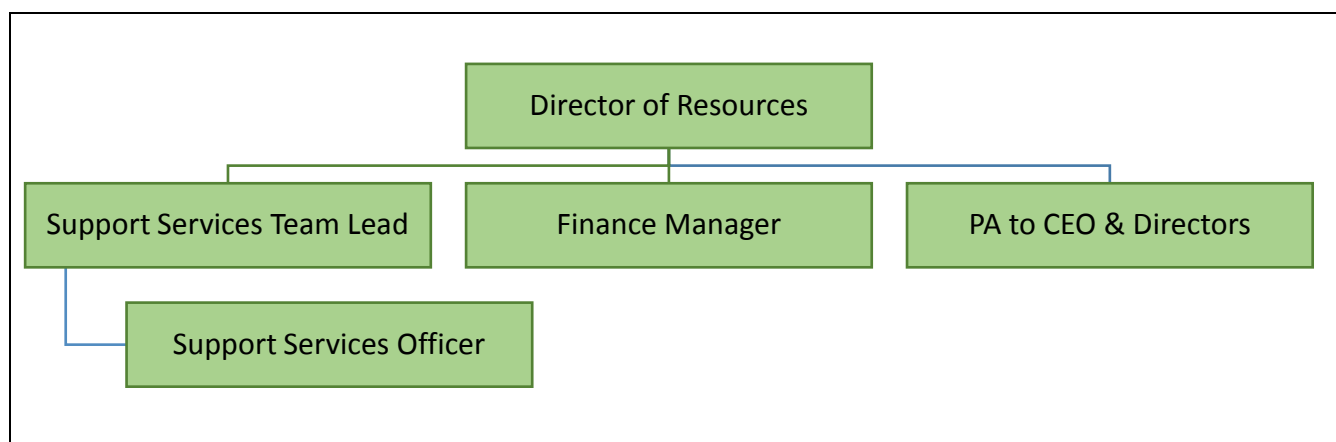 Director of Resources
Support Services Team Lead
Finance Manager
PA to CEO & Directors
Support Services Officer